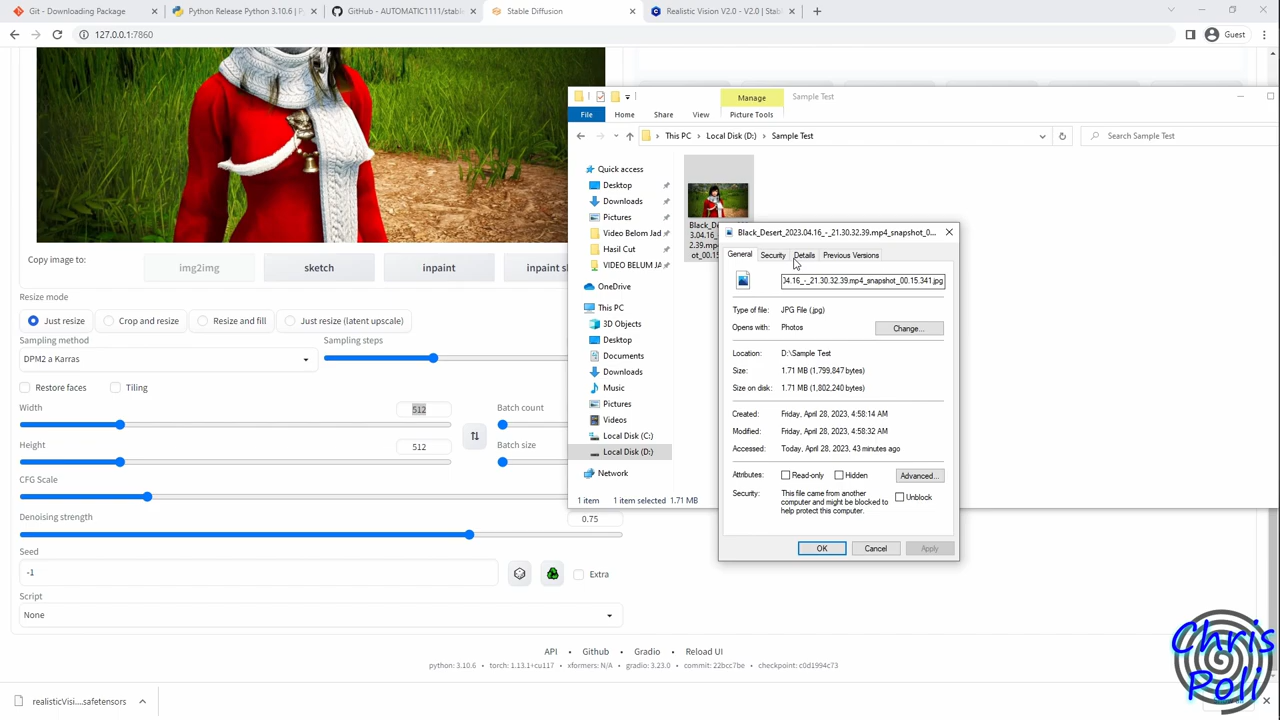 Git - Downloading Package
Python Release Python 3.10.6 |
GitHub - AUTOMATIC1111/stable
Stable Diffusion
Realistic Vision V2.0 - V2.0 | Stab
127.0.0.1:7860
Guest
Copy image to:
img2img
sketch
inpaint
inpaint sk
Resize mode
Just resize
Crop and resize
Resize and fill
Just resize (latent upscale)
Sampling method
Sampling steps
DPM2 a Karras
Restore faces
Tiling
Width
512
Batch count
Height
512
Batch size
CFG Scale
Denoising strength
0.75
Seed
-1
Extra
Script
None
API
Github
Gradio
Reload UI
python: 3.10.6 • torch: 1.13.1+cu117 • xformers: N/A • gradio: 3.23.0 • commit: 22bcc7be • checkpoint: c0d1994c73
realisticVisi....safetensors
Manage
Sample Test
File
Home
Share
View
Picture Tools
This PC
Local Disk (D:)
Sample Test
Search Sample Test
Quick access
Desktop
Downloads
Pictures
Video Belom Jad
Hasil Cut
VIDEO BELUM JA
OneDrive
This PC
3D Objects
Desktop
Documents
Downloads
Music
Pictures
Videos
Local Disk (C:)
Local Disk (D:)
Network
1 item
1 item selected 1.71 MB
Black_Desert_2023.04.16_-_21.30.32.39.mp4_snapshot_0...
General
Security
Details
Previous Versions
04.16_-_21.30.32.39.mp4_snapshot_00.15.341.jpg
Type of file:
JPG File (.jpg)
Opens with:
Photos
Change...
Location:
D:\Sample Test
Size:
1.71 MB (1,799,847 bytes)
Size on disk:
1.71 MB (1,802,240 bytes)
Created:
Friday, April 28, 2023, 4:58:14 AM
Modified:
Friday, April 28, 2023, 4:58:32 AM
Accessed:
Today, April 28, 2023, 43 minutes ago
Attributes:
Read-only
Hidden
Advanced...
Security:
This file came from another
computer and might be blocked to
help protect this computer.
Unblock
OK
Cancel
Apply
Chris
Poli